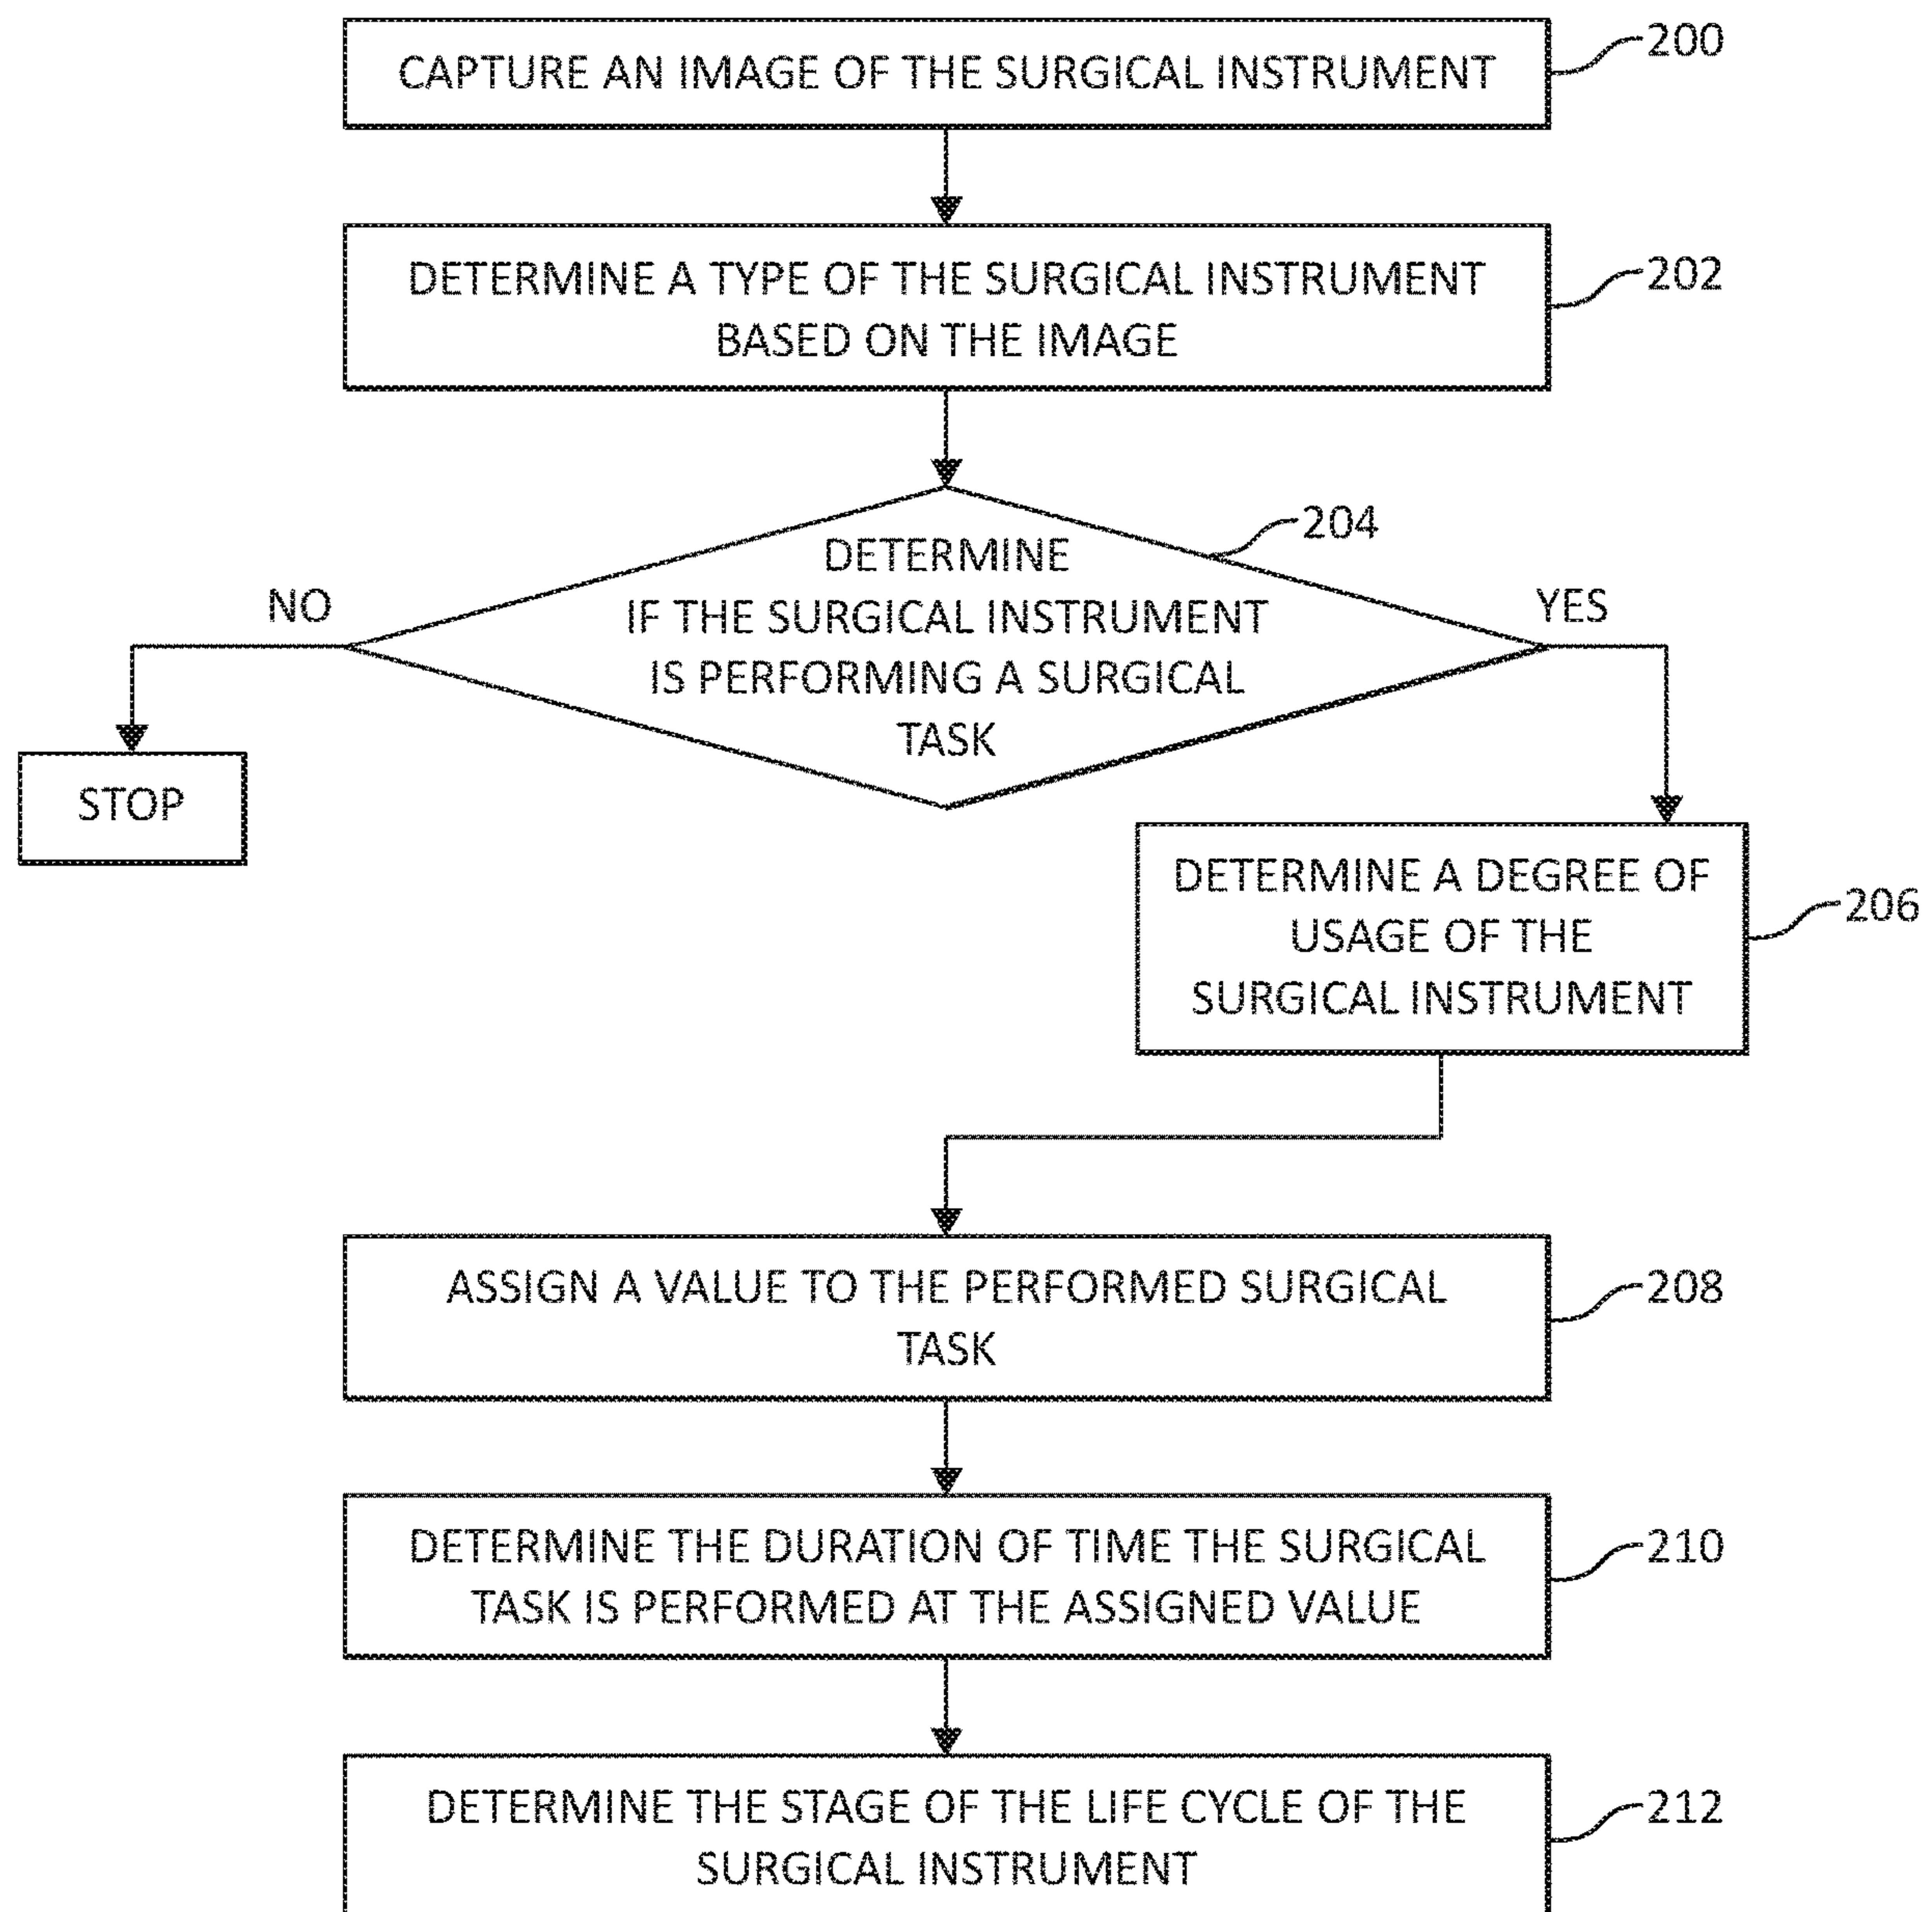 CAPTURE AN IMAGE OF THE SURGICAL INSTRUMENT
200
DETERMINE A TYPE OF THE SURGICAL INSTRUMENT
BASED ON THE IMAGE
202
204
DETERMINE
IF THE SURGICAL INSTRUMENT
IS PERFORMING A SURGICAL
TASK
NO
YES
STOP
DETERMINE A DEGREE OF
USAGE OF THE
SURGICAL INSTRUMENT
206
ASSIGN A VALUE TO THE PERFORMED SURGICAL
TASK
208
DETERMINE THE DURATION OF TIME THE SURGICAL
TASK IS PERFORMED AT THE ASSIGNED VALUE
210
DETERMINE THE STAGE OF THE LIFE CYCLE OF THE
SURGICAL INSTRUMENT
212